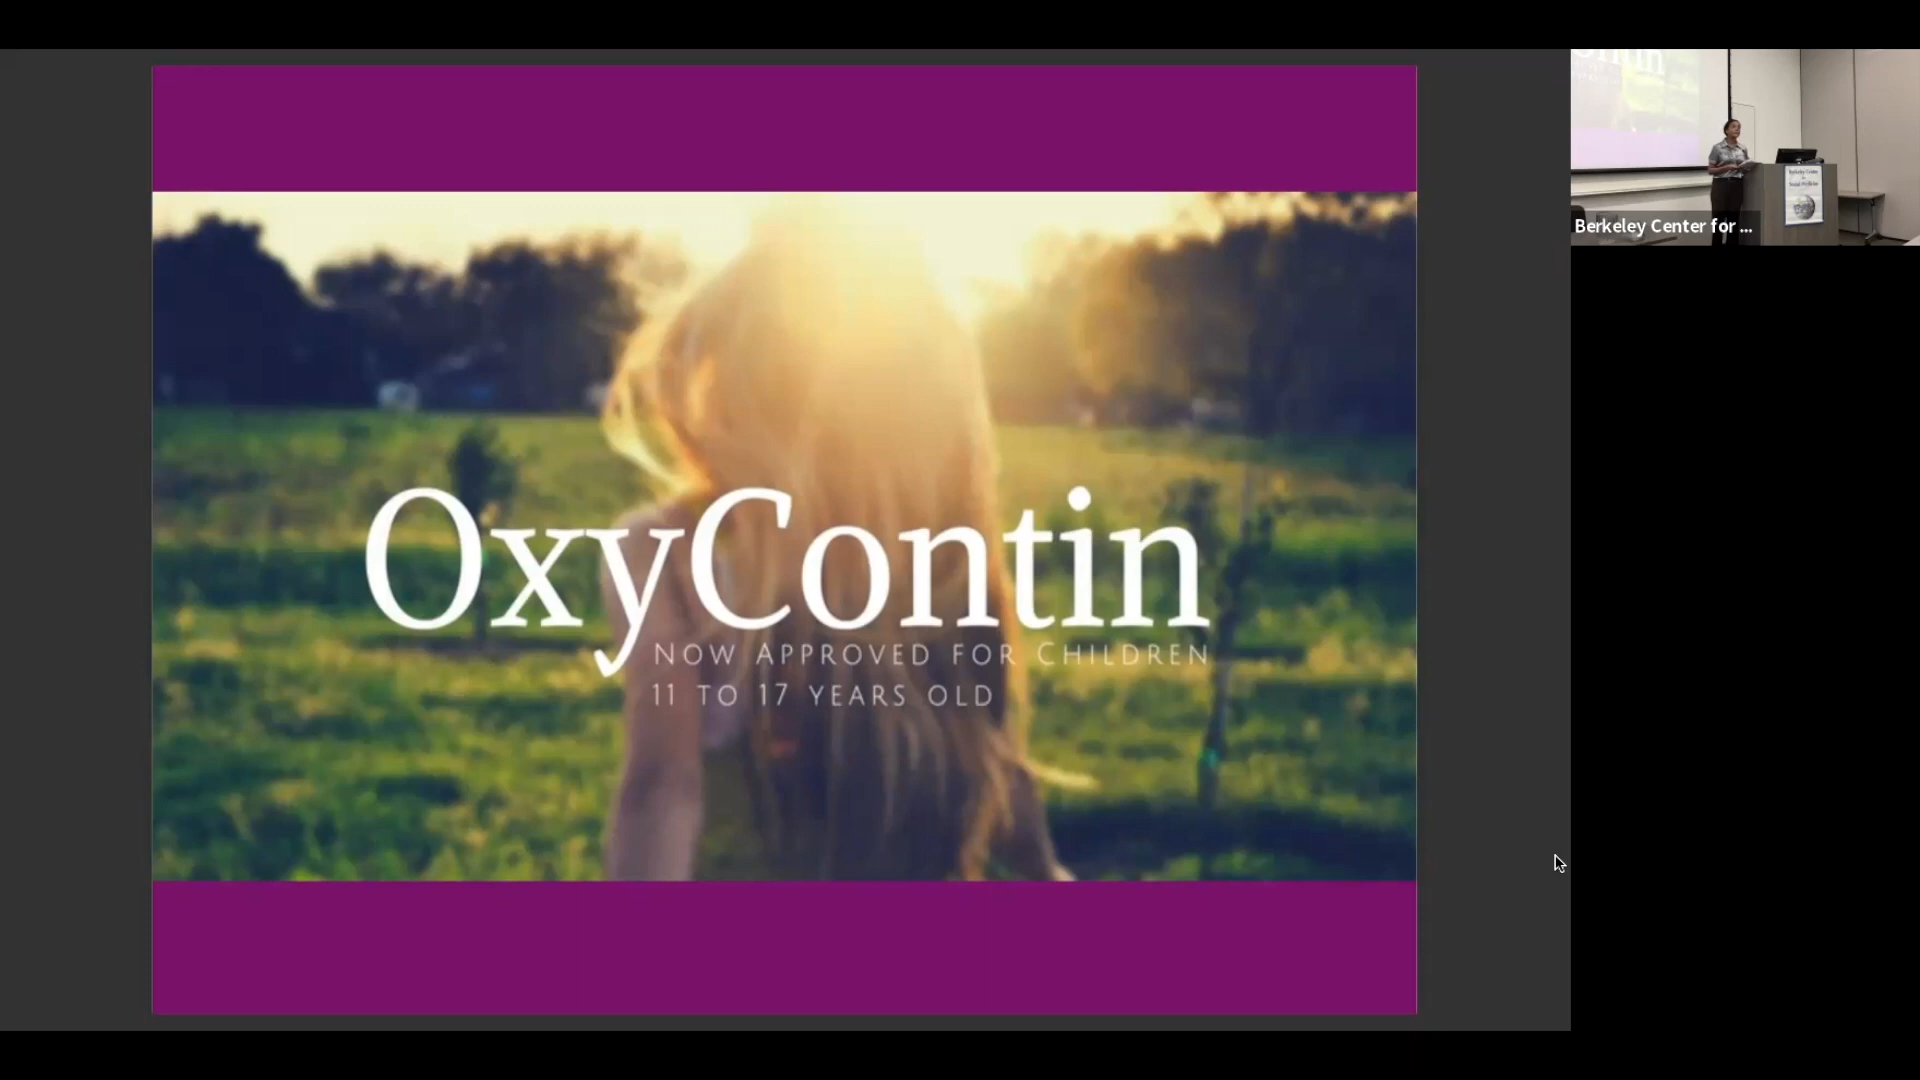 OxyContin
NOW APPROVED FOR CHILDREN
11 TO 17 YEARS OLD
Berkeley Center for ...